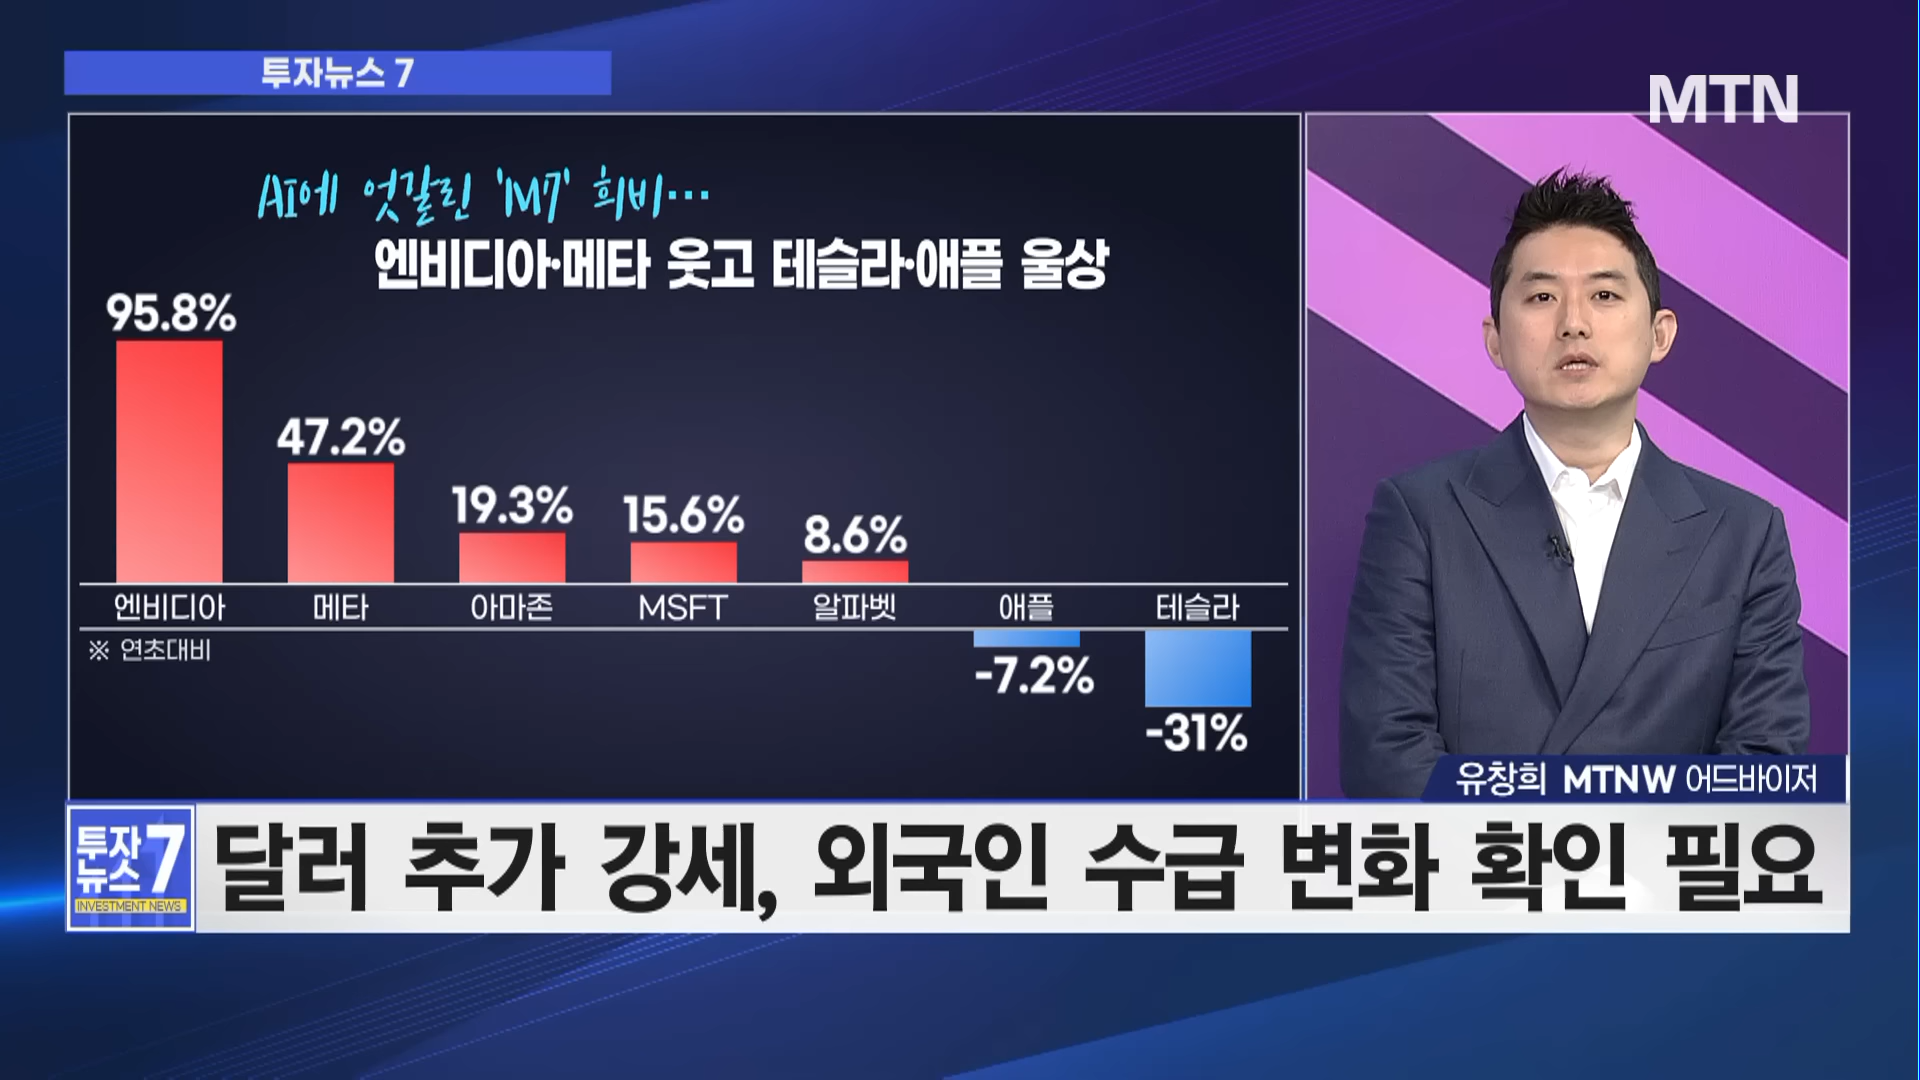 투자뉴스 7
MTN
AI에 엇갈린 'M7' 희비…
엔비디아·메타 웃고 테슬라·애플 울상
95.8%
47.2%
19.3%
15.6%
8.6%
엔비디아 메타 아마존 MSFT 알파벳 애플 테슬라
※ 연초대비
-7.2%
-31%
유창희 MTNW 어드바이저
투자
뉴스 7
INVESTMENT NEWS
달러 추가 강세, 외국인 수급 변화 확인 필요